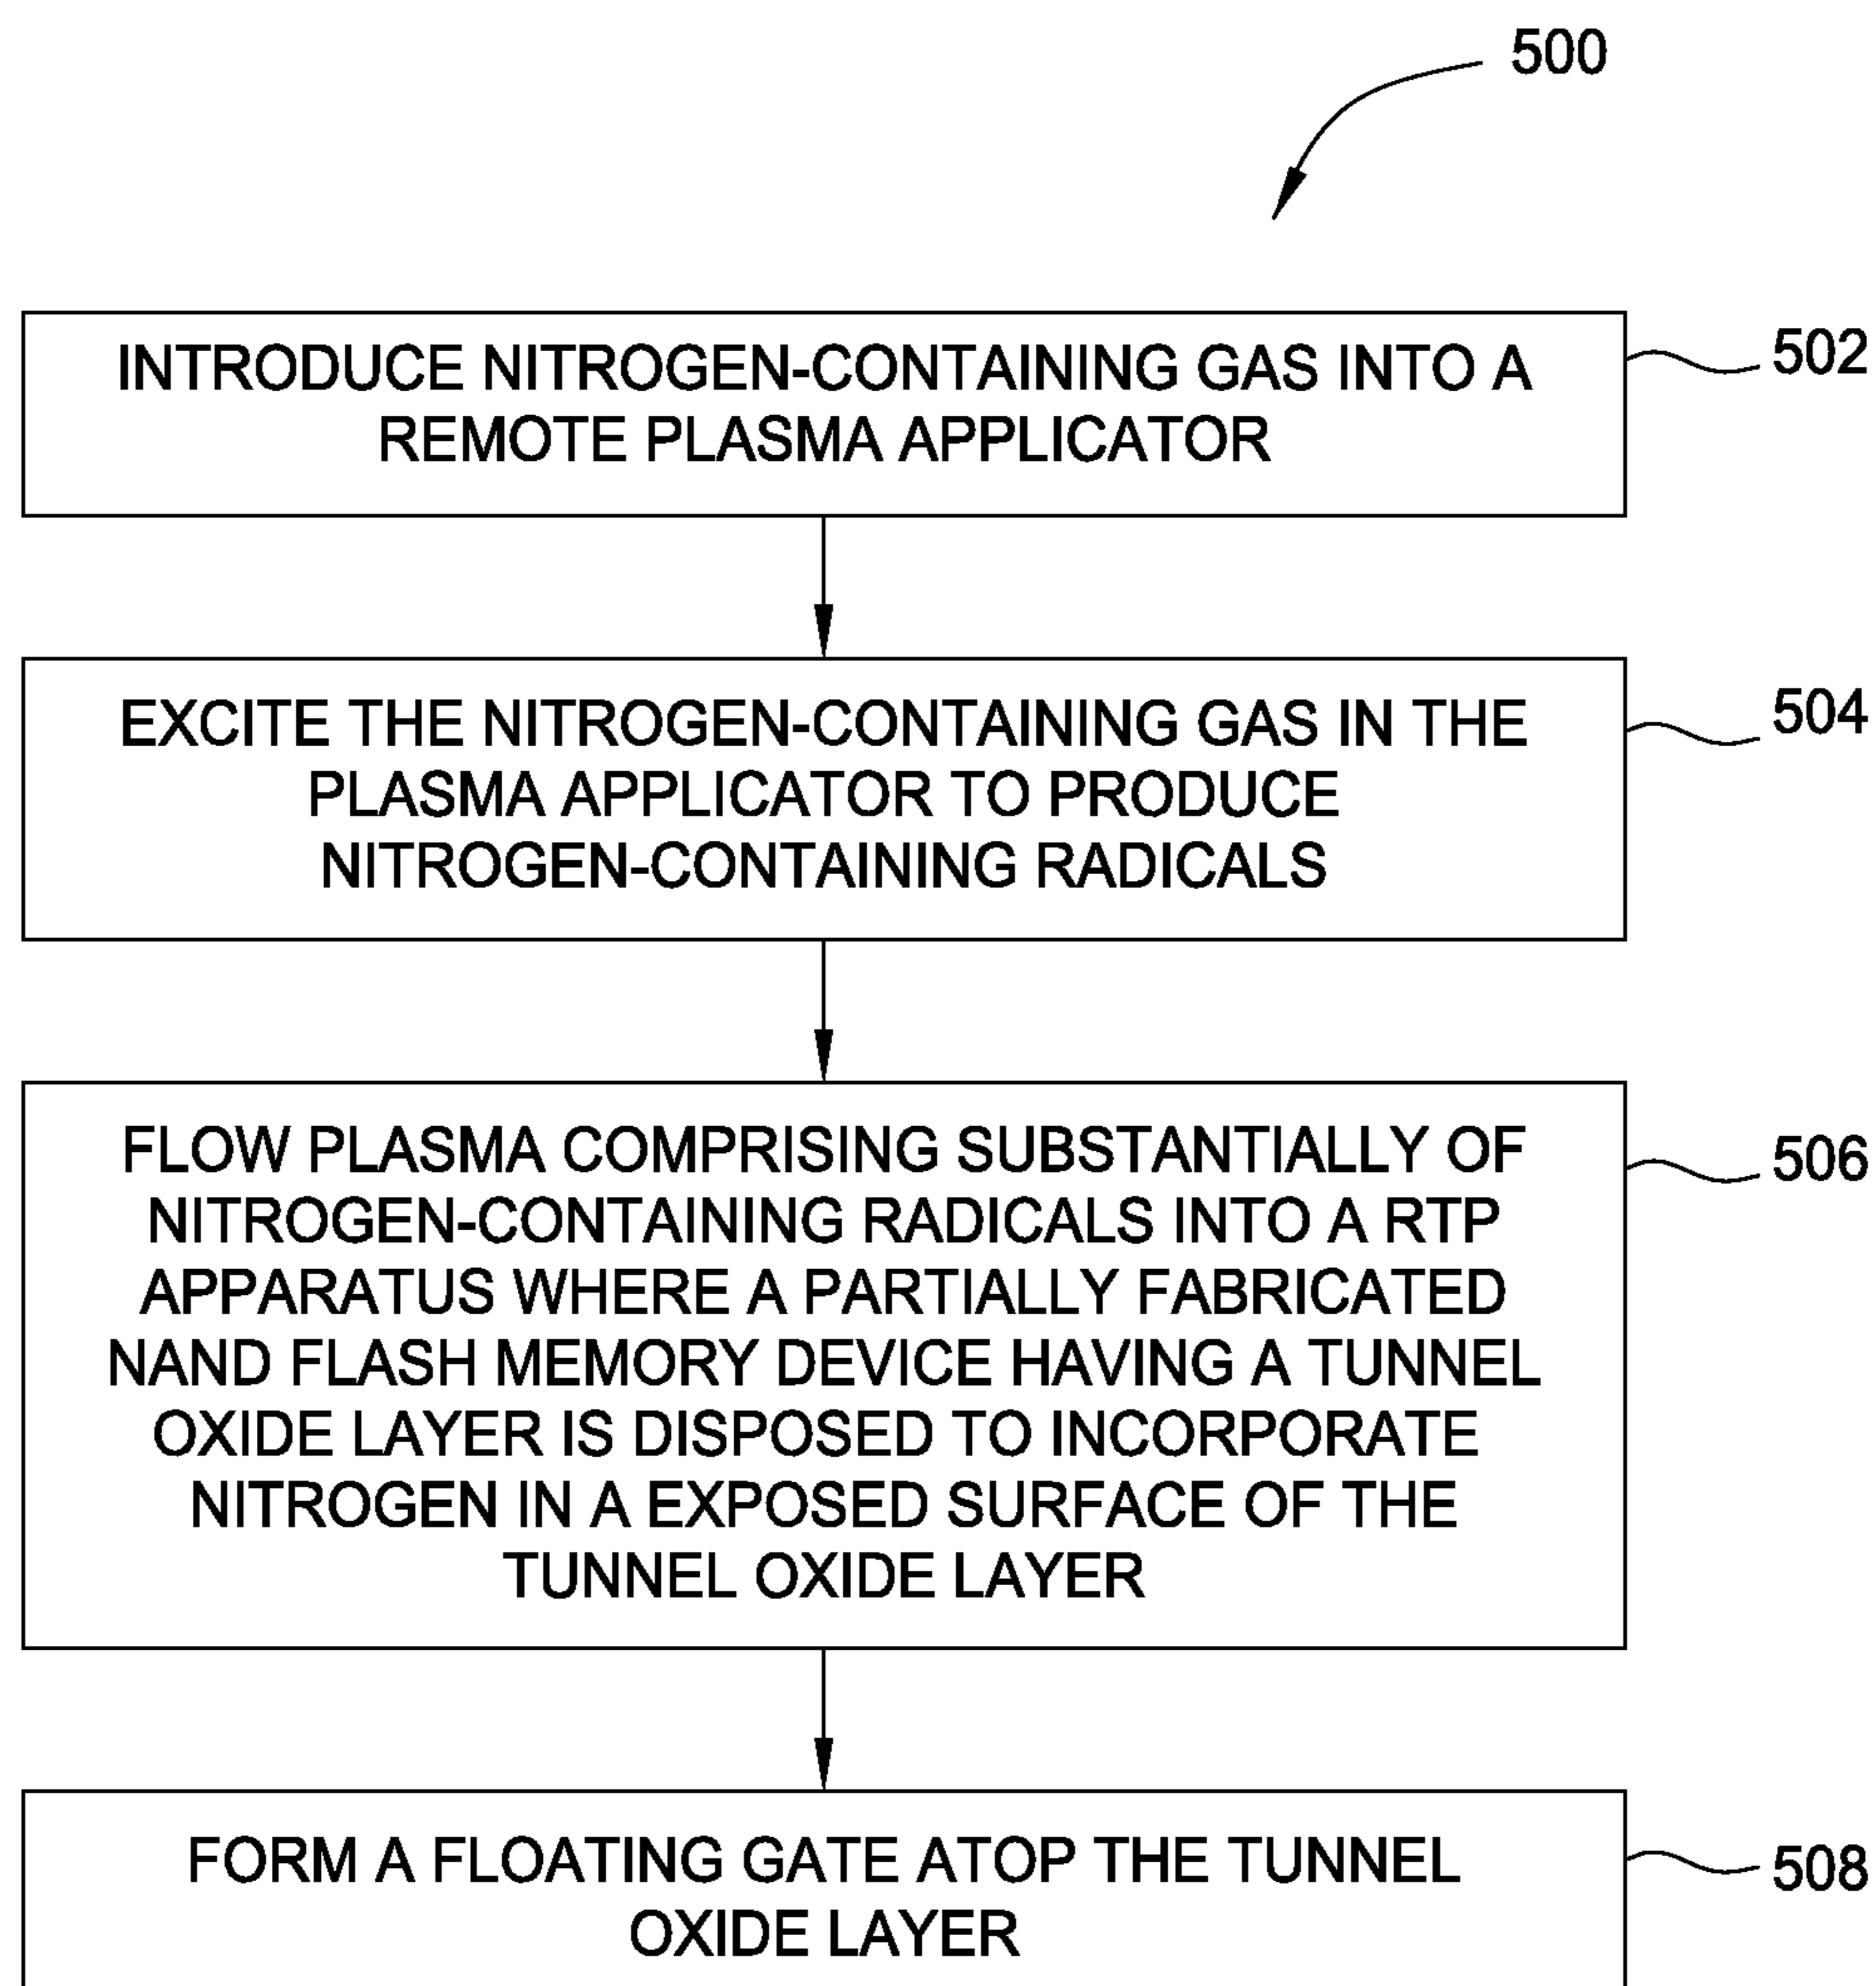 500
INTRODUCE NITROGEN-CONTAINING GAS INTO A
REMOTE PLASMA APPLICATOR
502
EXCITE THE NITROGEN-CONTAINING GAS IN THE
PLASMA APPLICATOR TO PRODUCE
NITROGEN-CONTAINING RADICALS
504
FLOW PLASMA COMPRISING SUBSTANTIALLY OF
NITROGEN-CONTAINING RADICALS INTO A RTP
APPARATUS WHERE A PARTIALLY FABRICATED
NAND FLASH MEMORY DEVICE HAVING A TUNNEL
OXIDE LAYER IS DISPOSED TO INCORPORATE
NITROGEN IN A EXPOSED SURFACE OF THE
TUNNEL OXIDE LAYER
506
FORM A FLOATING GATE ATOP THE TUNNEL
OXIDE LAYER
508